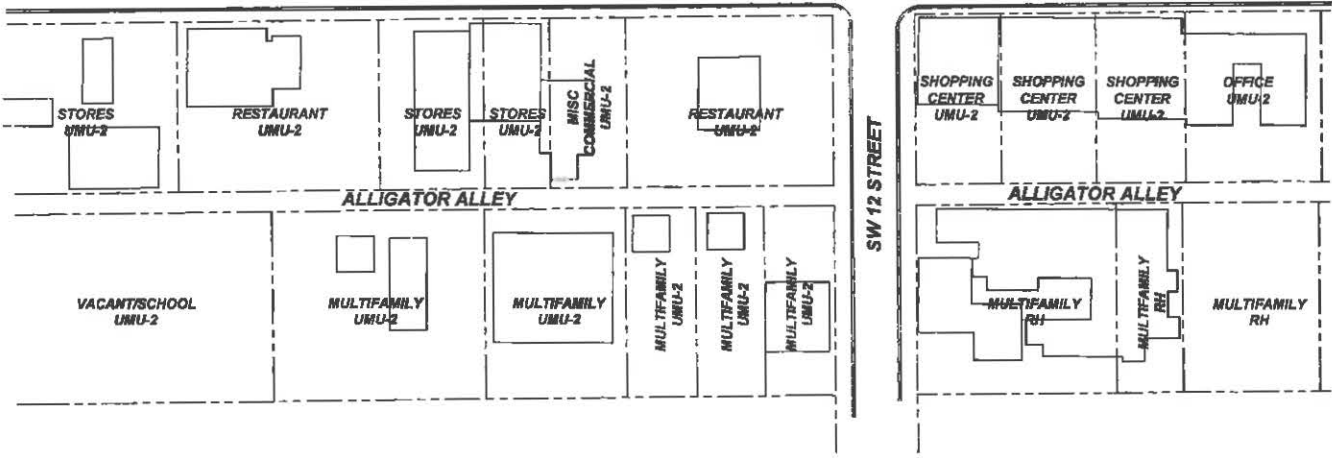 STORES
UMU-2
RESTAURANT
UMU-2
STORES
UMU-2
STORES
UMU-2
MISC
COMMERCIAL
UMU-2
RESTAURANT
UMU-2
SHOPPING
CENTER
UMU-2
SHOPPING
CENTER
UMU-2
SHOPPING
CENTER
UMU-2
OFFICE
UMU-2
ALLIGATOR ALLEY
SW 12 STREET
ALLIGATOR ALLEY
VACANT/SCHOOL
UMU-2
MULTIFAMILY
UMU-2
MULTIFAMILY
UMU-2
MULTIFAMILY
UMU-2
MULTIFAMILY
UMU-2
MULTIFAMILY
UMU-2
MULTIFAMILY
RH
MULTIFAMILY
RH
MULTIFAMILY
RH